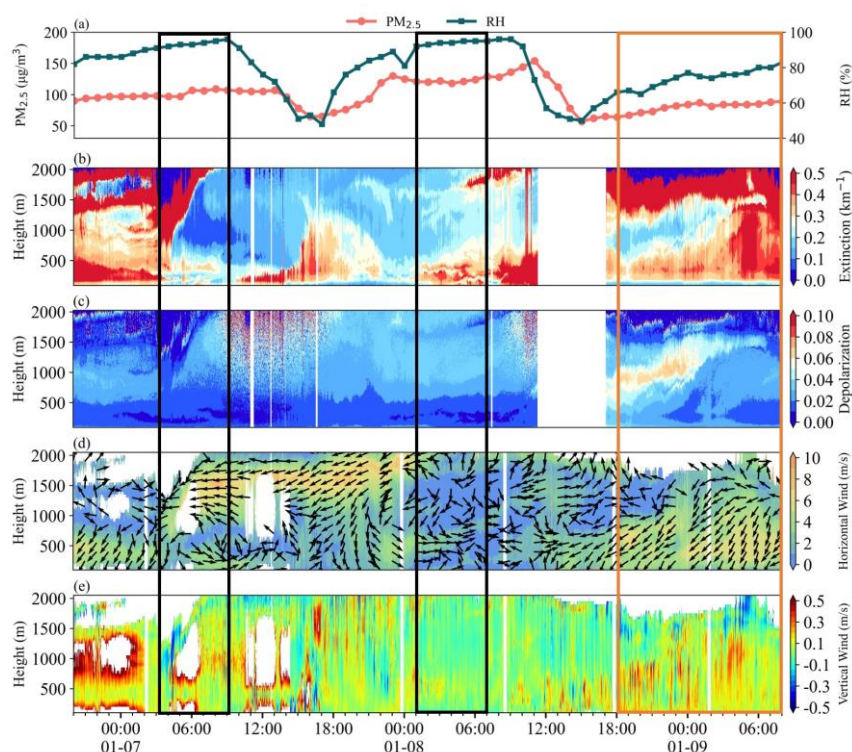 (a)
PM2.5 RH
200
150
100
50
PM2.5 (μg/m³)
100
80
60
40
RH (%)
(b)
2000
1500
1000
500
Height (m)
0.5
0.4
0.3
0.2
0.1
0.0
Extinction (km⁻¹)
(c)
2000
1500
1000
500
Height (m)
0.10
0.08
0.06
0.04
0.02
0.00
Depolarization
(d)
2000
1500
1000
500
Height (m)
10
8
6
4
2
0
Horizontal Wind (m/s)
(e)
2000
1500
1000
500
Height (m)
0.5
0.3
0.1
-0.1
-0.3
-0.5
Vertical Wind (m/s)
00:00 06:00 12:00 18:00 00:00 06:00 12:00 18:00 00:00 06:00
01-07 01-08 01-09